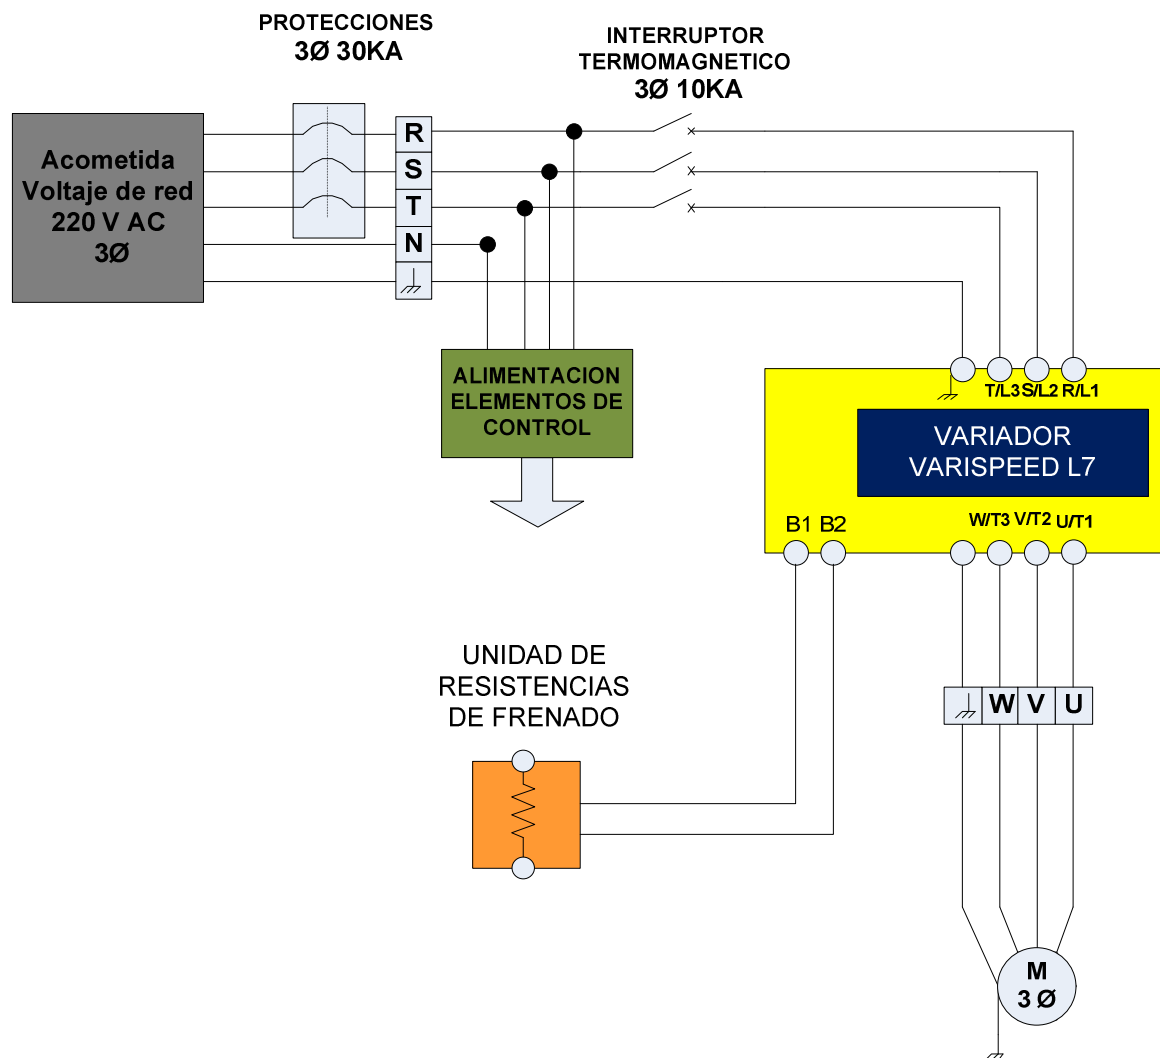 PROTECCIONES
3Ø 30KA
INTERRUPTOR
TERMOMAGNETICO
3Ø 10KA
Acometida
Voltaje de red
220 V AC
3Ø
R
S
T
N
ALIMENTACION
ELEMENTOS DE
CONTROL
T/L3 S/L2 R/L1
VARIADOR
VARISPEED L7
B1 B2
W/T3 V/T2 U/T1
UNIDAD DE
RESISTENCIAS
DE FRENADO
W V U
M
3 Ø